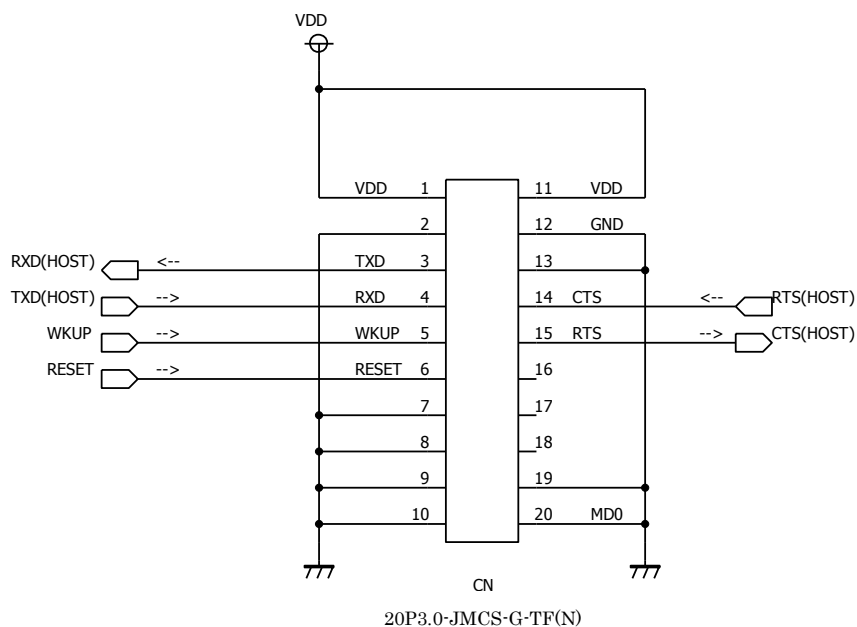 VDD
VDD 1 11 VDD
2 12 GND
RXD(HOST) <-- TXD 3 13
TXD(HOST) --> RXD 4 14 CTS <-- RTS(HOST)
WKUP --> WKUP 5 15 RTS --> CTS(HOST)
RESET --> RESET 6 16
7 17
8 18
9 19
10 20 MD0
CN
20P3.0-JMCS-G-TF(N)